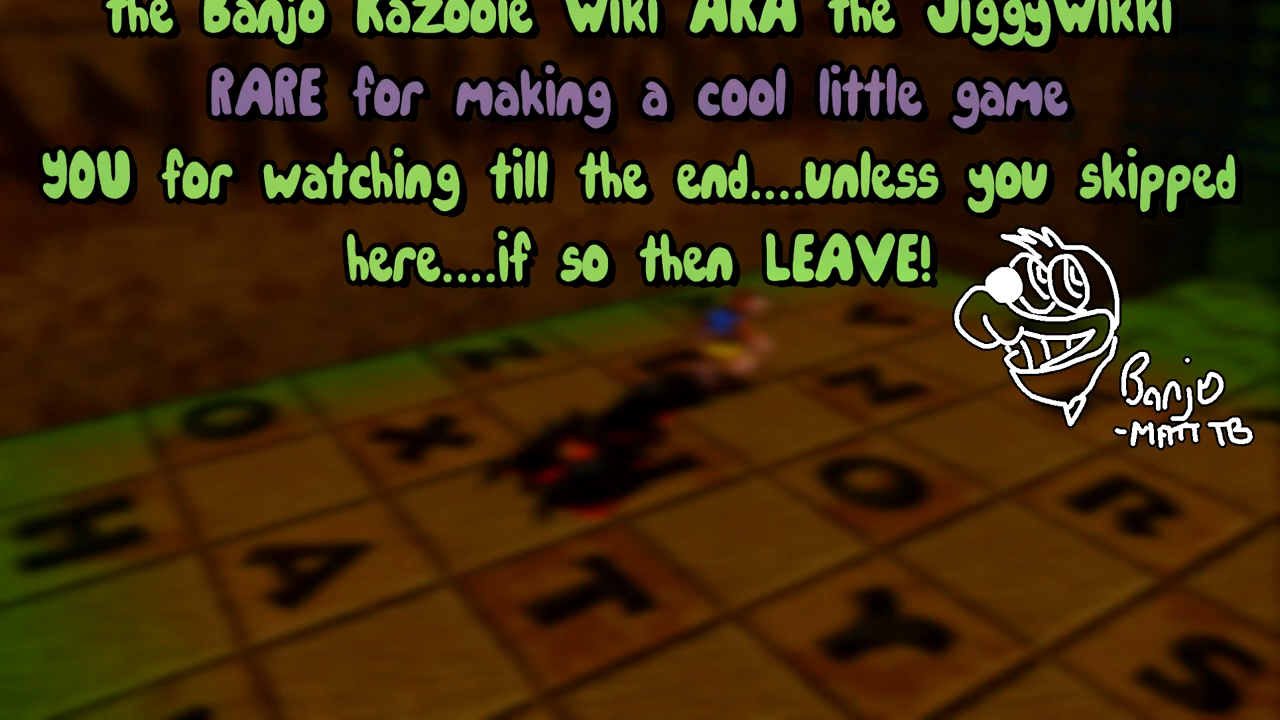 the Banjo Kazooie Wiki AKA the JiggyWikki
RARE for making a cool little game
YOU for watching till the end....unless you skipped
here....if so then LEAVE!
Banjo
-MATT TB
Z
V
O
X
N
H
A
O
R
T
Y
S